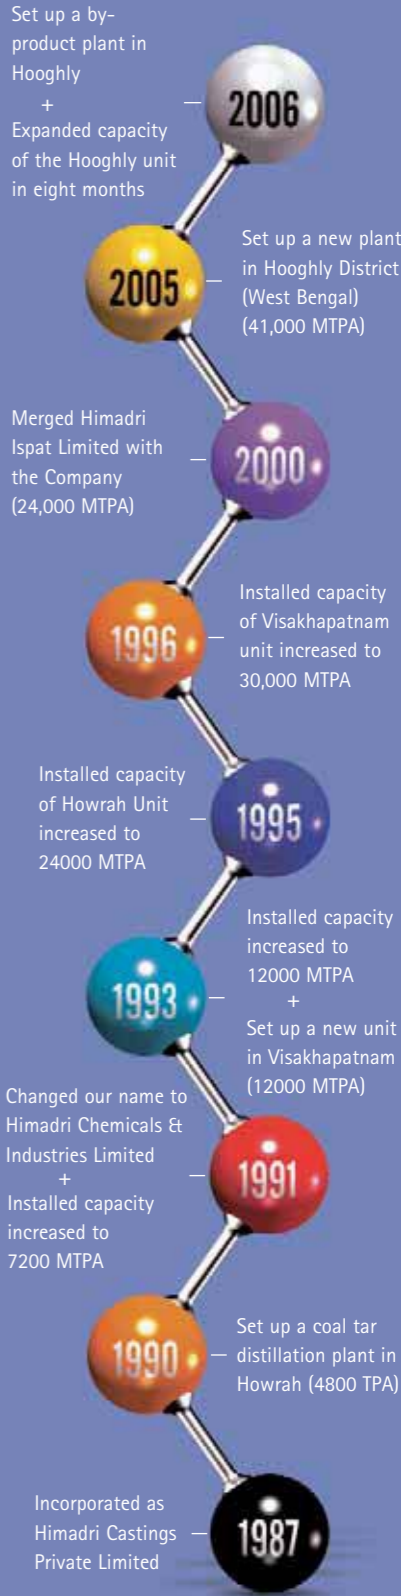 Set up a by-
product plant in
Hooghly
+
Expanded capacity
of the Hooghly unit
in eight months
2006
2005
Set up a new plant
in Hooghly District
(West Bengal)
(41,000 MTPA)
Merged Himadri
Ispat Limited with
the Company
(24,000 MTPA)
2000
1996
Installed capacity
of Visakhapatnam
unit increased to
30,000 MTPA
Installed capacity
of Howrah Unit
increased to
24000 MTPA
1995
1993
Installed capacity
increased to
12000 MTPA
+
Set up a new unit
in Visakhapatnam
(12000 MTPA)
Changed our name to
Himadri Chemicals &
Industries Limited
+
Installed capacity
increased to
7200 MTPA
1991
1990
Set up a coal tar
distillation plant in
Howrah (4800 TPA)
Incorporated as
Himadri Castings
Private Limited
1987